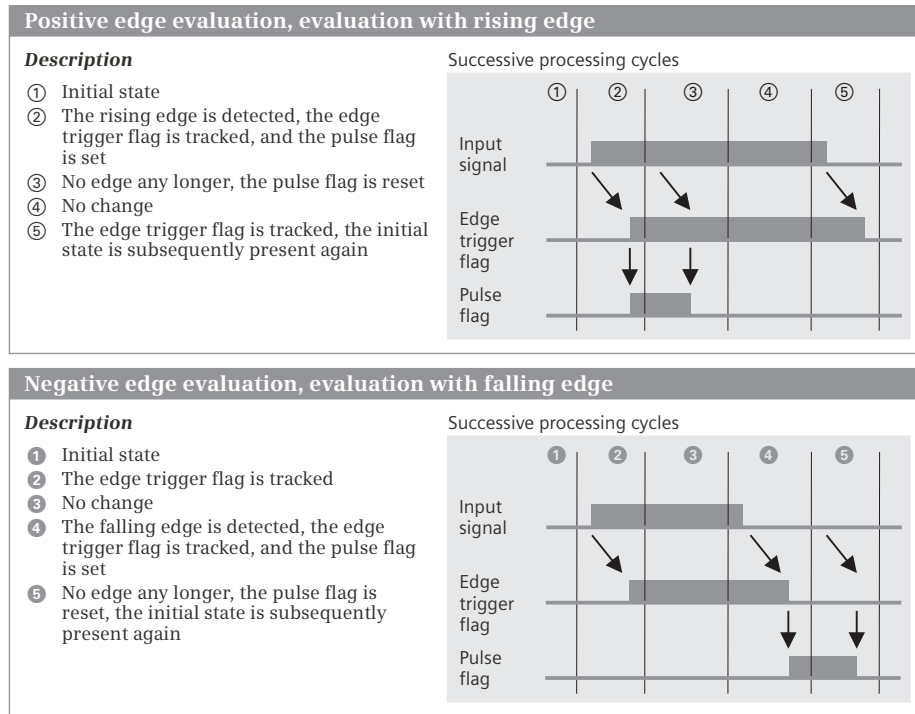 Positive edge evaluation, evaluation with rising edge
Description
① Initial state
② The rising edge is detected, the edge
trigger flag is tracked, and the pulse flag
is set
③ No edge any longer, the pulse flag is reset
④ No change
⑤ The edge trigger flag is tracked, the initial
state is subsequently present again
Successive processing cycles
① ② ③ ④ ⑤
Input
signal
Edge
trigger
flag
Pulse
flag
Negative edge evaluation, evaluation with falling edge
Description
❶ Initial state
❷ The edge trigger flag is tracked
❸ No change
❹ The falling edge is detected, the edge
trigger flag is tracked, and the pulse flag
is set
❺ No edge any longer, the pulse flag is
reset, the initial state is subsequently
present again
Successive processing cycles
❶ ❷ ❸ ❹ ❺
Input
signal
Edge
trigger
flag
Pulse
flag